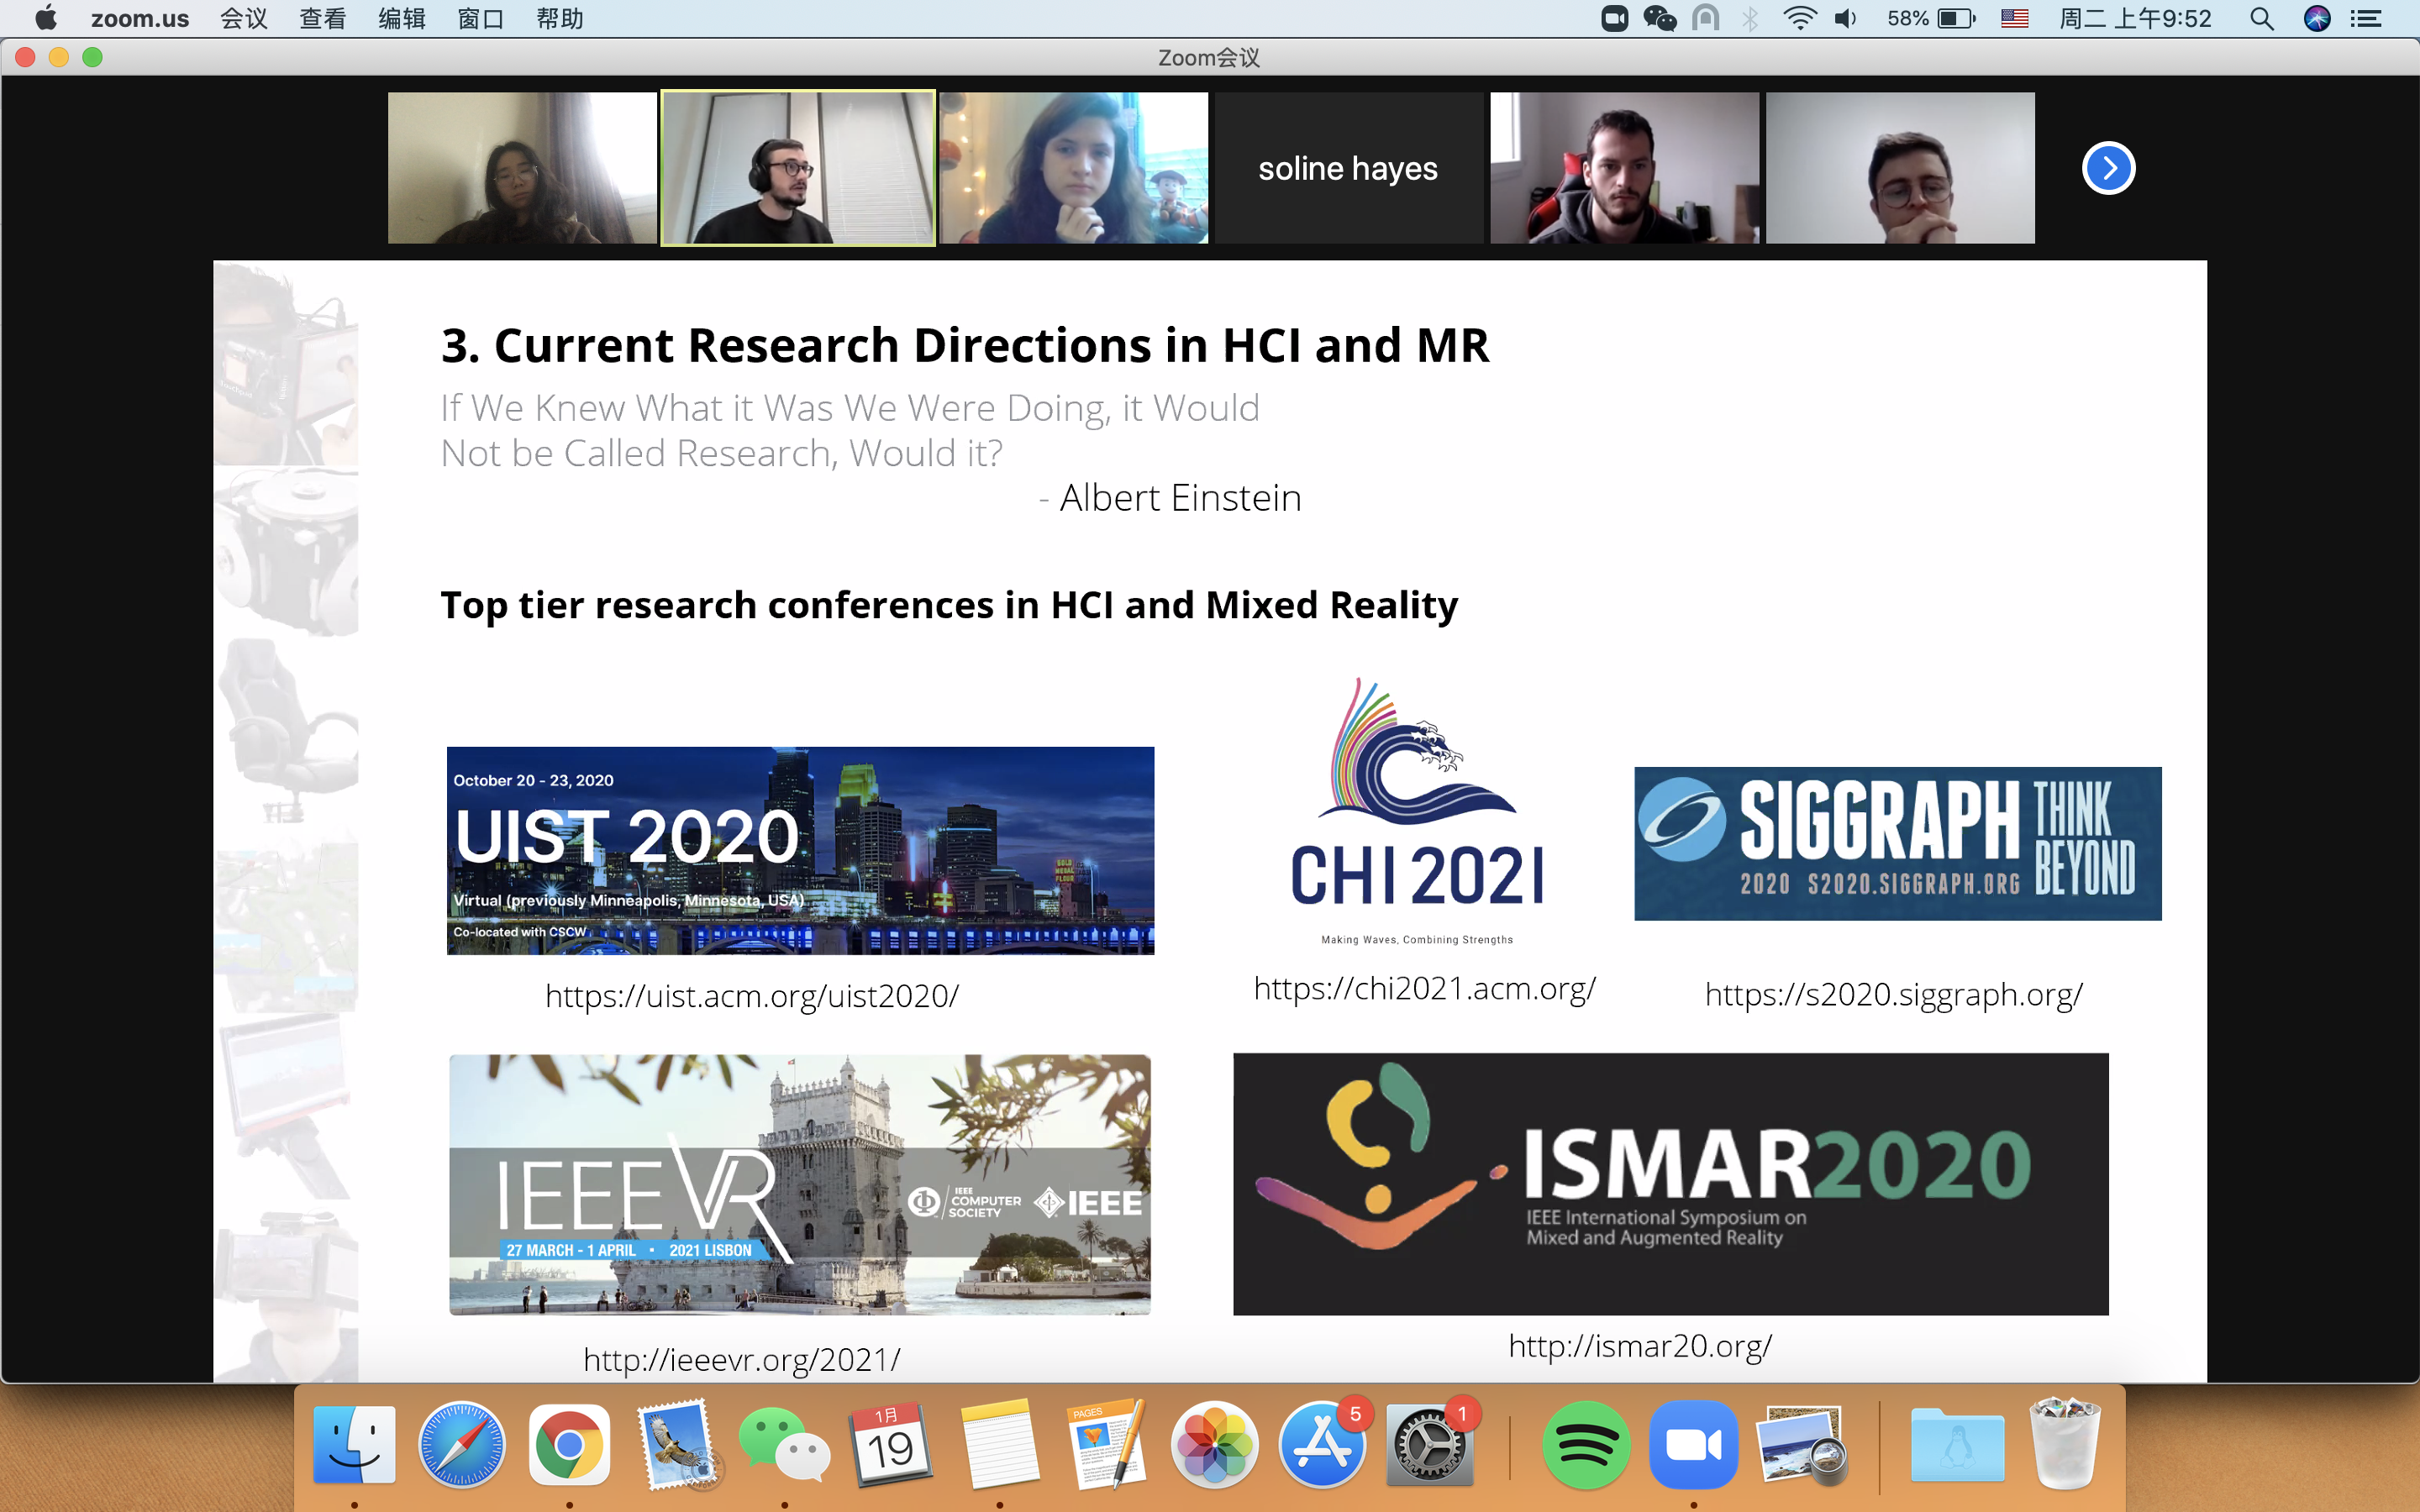 zoom.us 会议 查看 编辑 窗口 帮助 58% 周二 上午9:52
Zoom会议
soline hayes
3. Current Research Directions in HCI and MR
If We Knew What it Was We Were Doing, it Would
Not be Called Research, Would it?
- Albert Einstein
Top tier research conferences in HCI and Mixed Reality
October 20 - 23, 2020
UIST 2020
Virtual (previously Minneapolis, Minnesota, USA)
Co-located with CSCW
GOLD
MEDAL
FLOUR
https://uist.acm.org/uist2020/
CHI 2021
Making Waves, Combining Strengths
https://chi2021.acm.org/
SIGGRAPH
THINK
BEYOND
2020 S2020.SIGGRAPH.ORG
https://s2020.siggraph.org/
IEEE VR
27 MARCH - 1 APRIL • 2021 LISBON
IEEE
COMPUTER
SOCIETY
IEEE
http://ieeevr.org/2021/
ISMAR2020
IEEE International Symposium on
Mixed and Augmented Reality
http://ismar20.org/
1月
19
PAGES
5
1